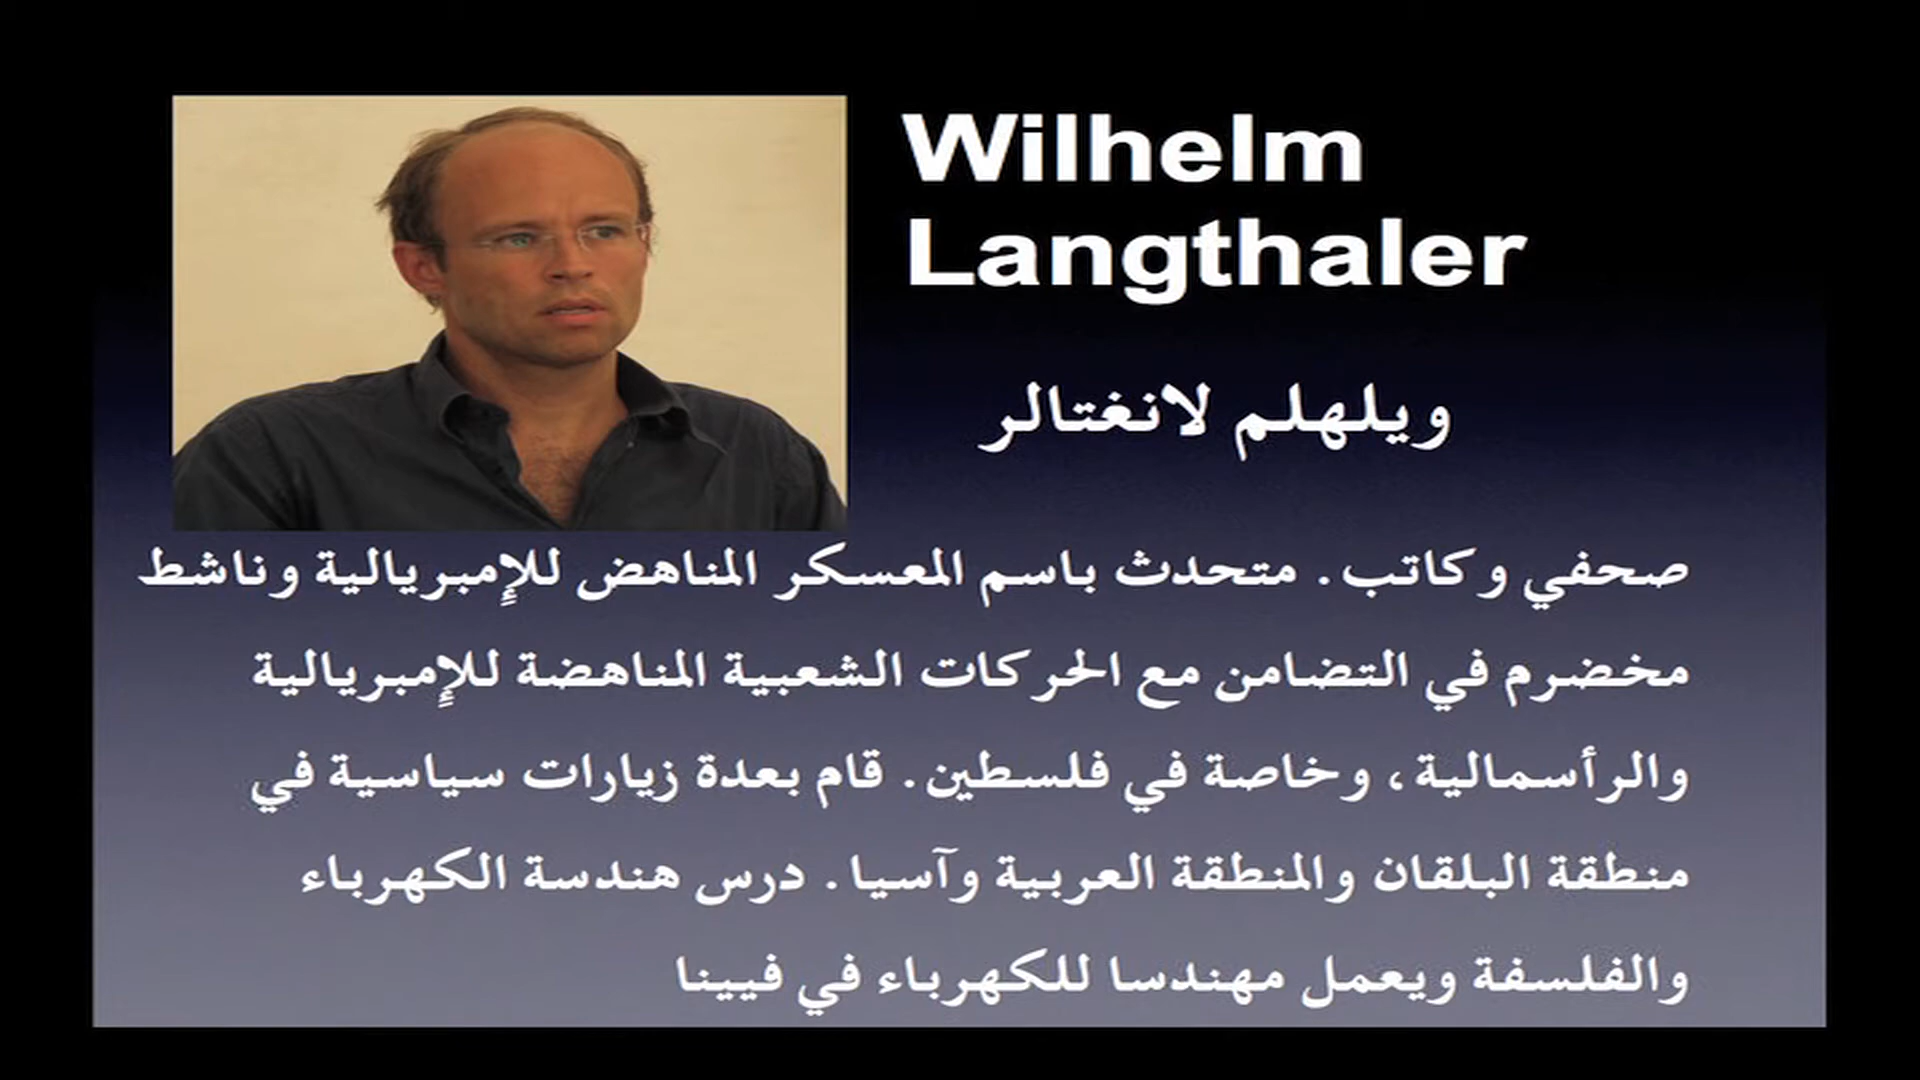 Wilhelm
Langthaler
ويلهلم لانغتالر
صحفي وكاتب. متحدث باسم المعسكر المناهض للإمبريالية وناشط
مخضرم في التضامن مع الحركات الشعبية المناهضة للإمبريالية
والرأسمالية، وخاصة في فلسطين. قام بعدة زيارات سياسية في
منطقة البلقان والمنطقة العربية وآسيا. درس هندسة الكهرباء
والفلسفة ويعمل مهندسا للكهرباء في فيينا